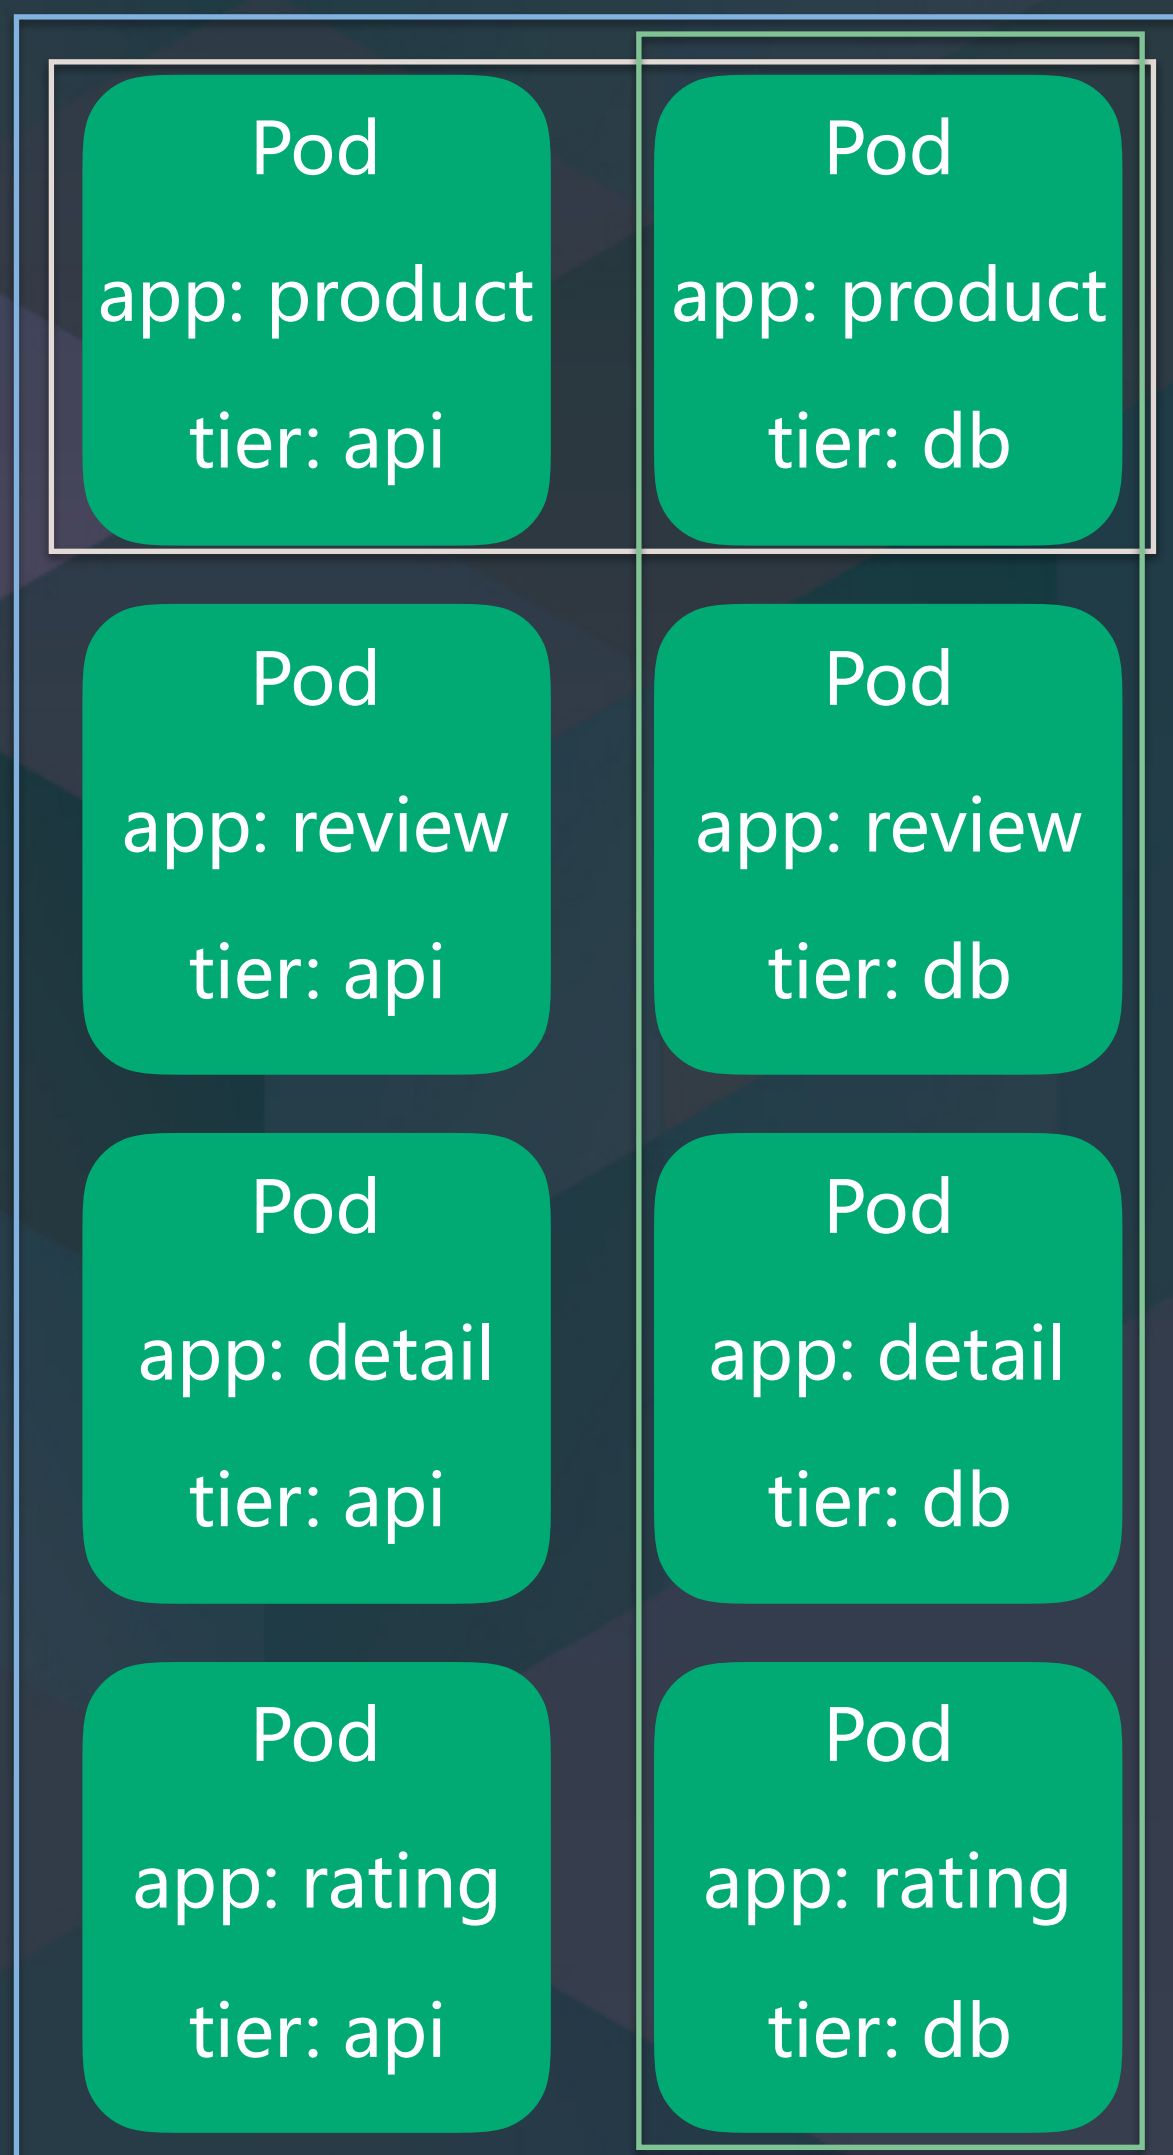 Pod
app: product
tier: api
Pod
app: product
tier: db
Pod
app: review
tier: api
Pod
app: review
tier: db
Pod
app: detail
tier: api
Pod
app: detail
tier: db
Pod
app: rating
tier: api
Pod
app: rating
tier: db